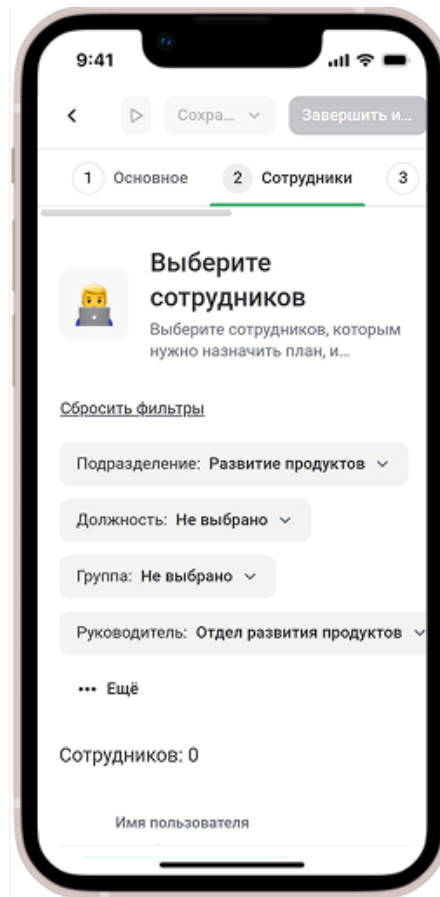 9:41
Сохра...
Завершить и...
1 Основное 2 Сотрудники 3
Выберите
сотрудников
Выберите сотрудников, которым
нужно назначить план, и...
Сбросить фильтры
Подразделение: Развитие продуктов
Должность: Не выбрано
Группа: Не выбрано
Руководитель: Отдел развития продуктов
••• Ещё
Сотрудников: 0
Имя пользователя